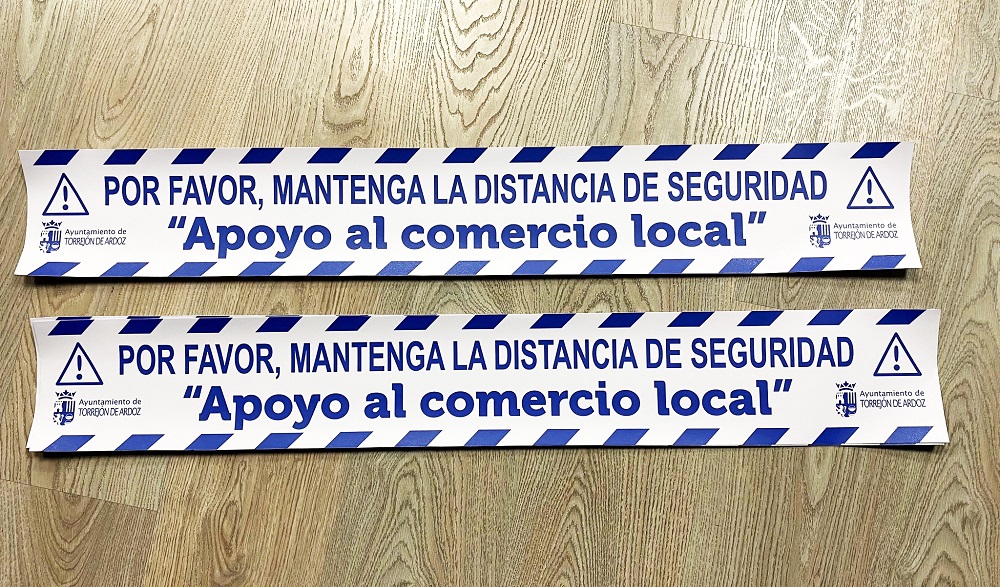 POR FAVOR, MANTENGA LA DISTANCIA DE SEGURIDAD
“Apoyo al comercio local”
Ayuntamiento de
TORREJÓN DE ARDOZ
Ayuntamiento de
TORREJÓN DE ARDOZ
POR FAVOR, MANTENGA LA DISTANCIA DE SEGURIDAD
“Apoyo al comercio local”
Ayuntamiento de
TORREJÓN DE ARDOZ
Ayuntamiento de
TORREJÓN DE ARDOZ